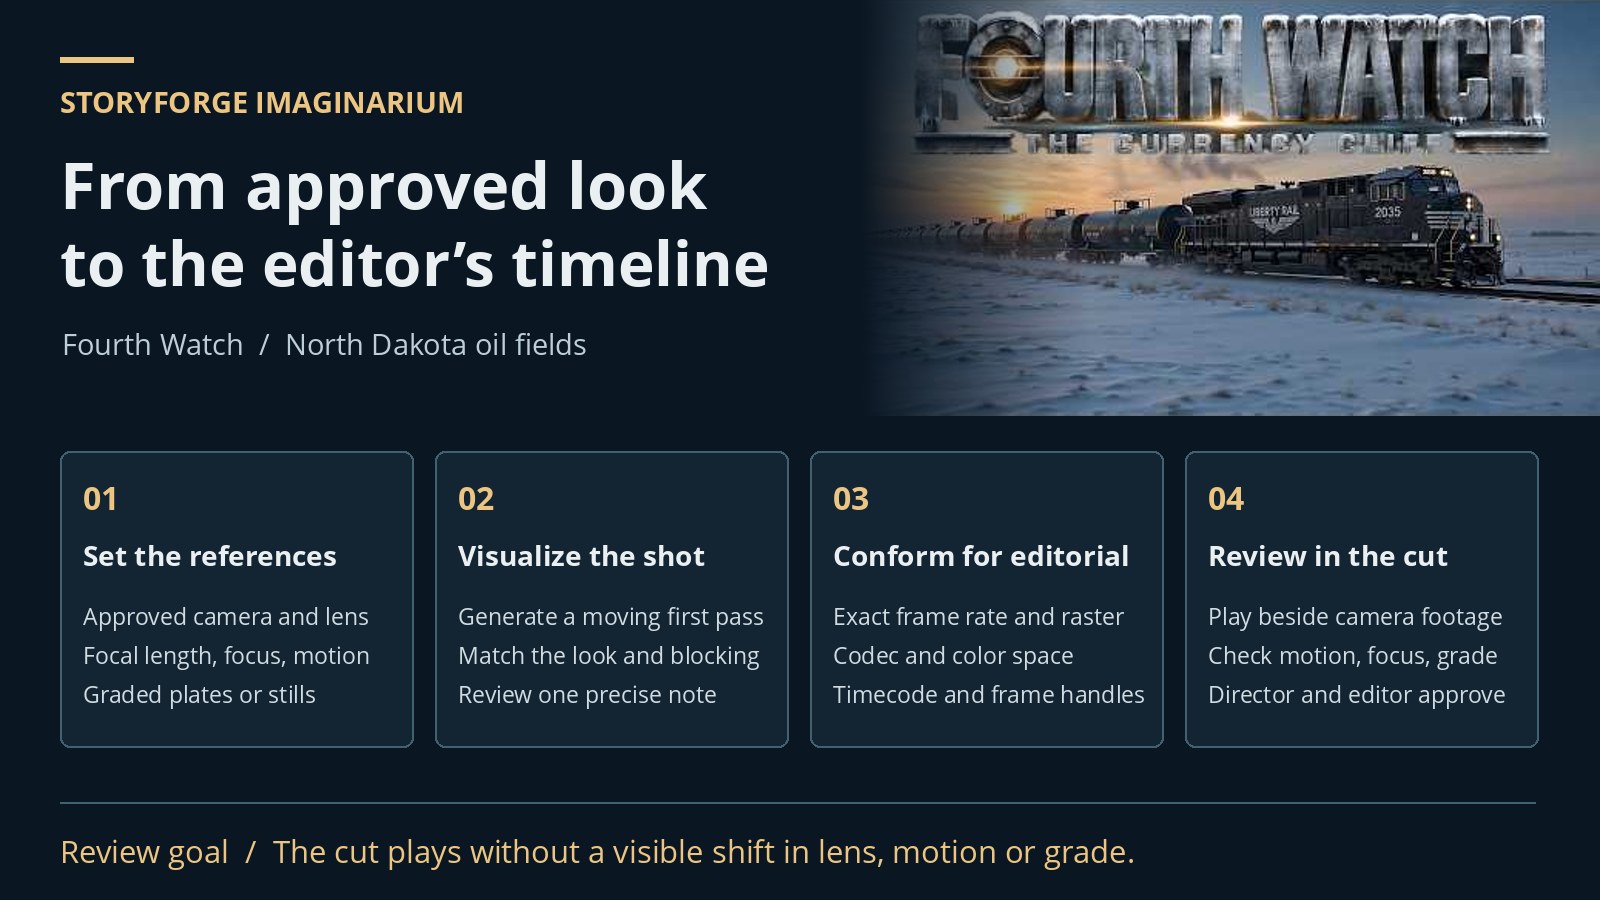 STORYFORGE IMAGINARIUM
From approved look
to the editor’s timeline
Fourth Watch / North Dakota oil fields
FOURTH WATCH
THE CURRENCY CLIFF
LIBERTY RAIL
2035
01
Set the references
Approved camera and lens
Focal length, focus, motion
Graded plates or stills
02
Visualize the shot
Generate a moving first pass
Match the look and blocking
Review one precise note
03
Conform for editorial
Exact frame rate and raster
Codec and color space
Timecode and frame handles
04
Review in the cut
Play beside camera footage
Check motion, focus, grade
Director and editor approve
Review goal / The cut plays without a visible shift in lens, motion or grade.